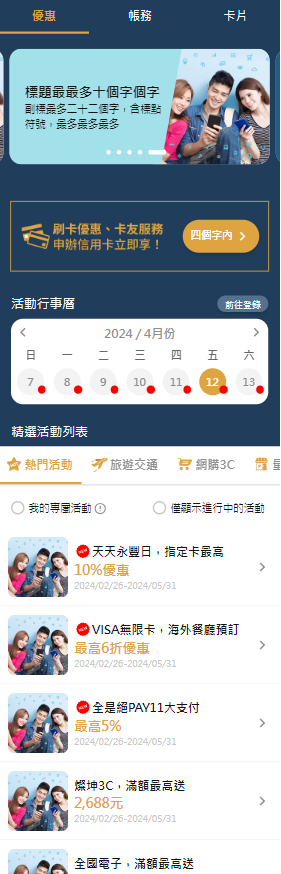 優惠 帳務 卡片
標題最最多十個字個字
副標最多二十二個字，含標點
符號，最多最多最多
刷卡優惠、卡友服務
申辦信用卡立即享！
四個字內
活動行事曆 前往登錄
2024 / 4月份
日 一 二 三 四 五 六
7 8 9 10 11 12 13
精選活動列表
熱門活動 旅遊交通 網購3C
我的專屬活動 僅顯示進行中的活動
NEW 天天永豐日，指定卡最高
10%優惠
2024/02/26-2024/05/31
NEW VISA無限卡，海外餐廳預訂
最高6折優惠
2024/02/26-2024/05/31
NEW 全是絕PAY11大支付
最高5%
2024/02/26-2024/05/31
燦坤3C，滿額最高送
2,688元
2024/02/26-2024/05/31
全國電子，滿額最高送